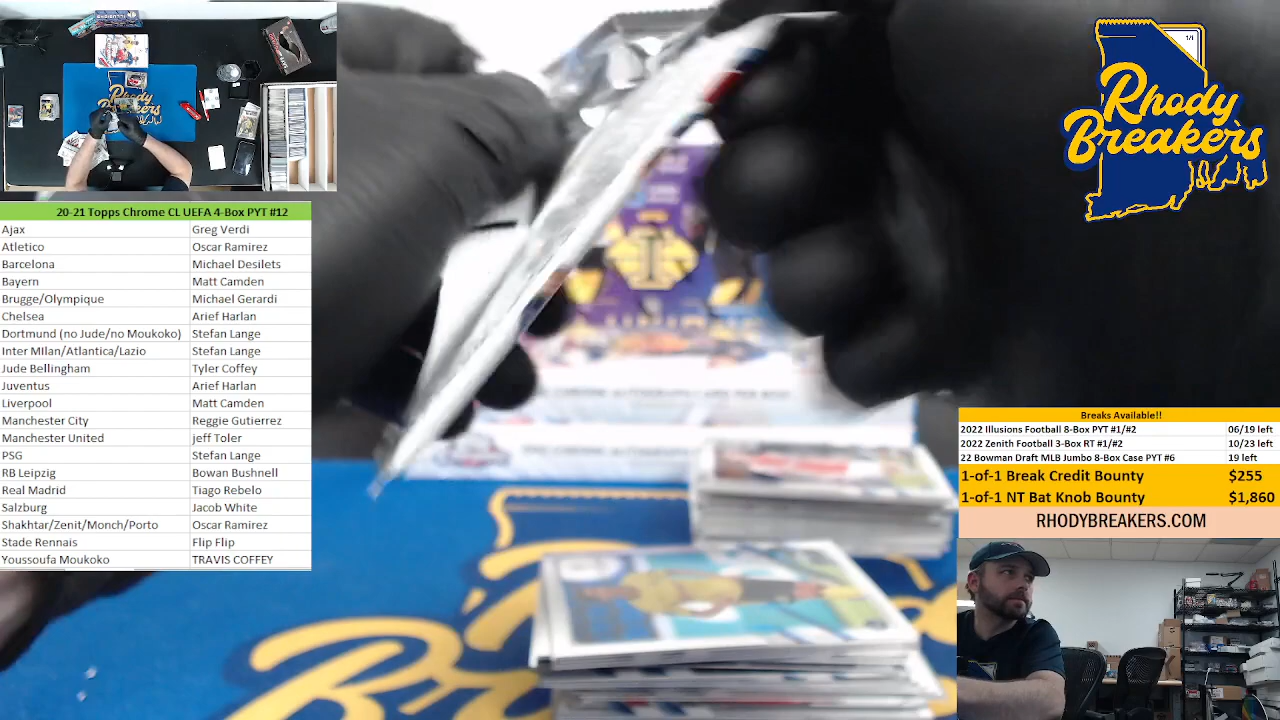 Rhody
Breakers
1/1
20-21 Topps Chrome CL UEFA 4-Box PYT #12
Ajax Greg Verdi
Atletico Oscar Ramirez
Barcelona Michael Desilets
Bayern Matt Camden
Brugge/Olympique Michael Gerardi
Chelsea Arief Harlan
Dortmund (no Jude/no Moukoko) Stefan Lange
Inter MIlan/Atlantica/Lazio Stefan Lange
Jude Bellingham Tyler Coffey
Juventus Arief Harlan
Liverpool Matt Camden
Manchester City Reggie Gutierrez
Manchester United jeff Toler
PSG Stefan Lange
RB Leipzig Bowan Bushnell
Real Madrid Tiago Rebelo
Salzburg Jacob White
Shakhtar/Zenit/Monch/Porto Oscar Ramirez
Stade Rennais Flip Flip
Youssoufa Moukoko TRAVIS COFFEY
Breaks Available!!
2022 Illusions Football 8-Box PYT #1/#2 06/19 left
2022 Zenith Football 3-Box RT #1/#2 10/23 left
22 Bowman Draft MLB Jumbo 8-Box Case PYT #6 19 left
1-of-1 Break Credit Bounty $255
1-of-1 NT Bat Knob Bounty $1,860
RHODYBREAKERS.COM